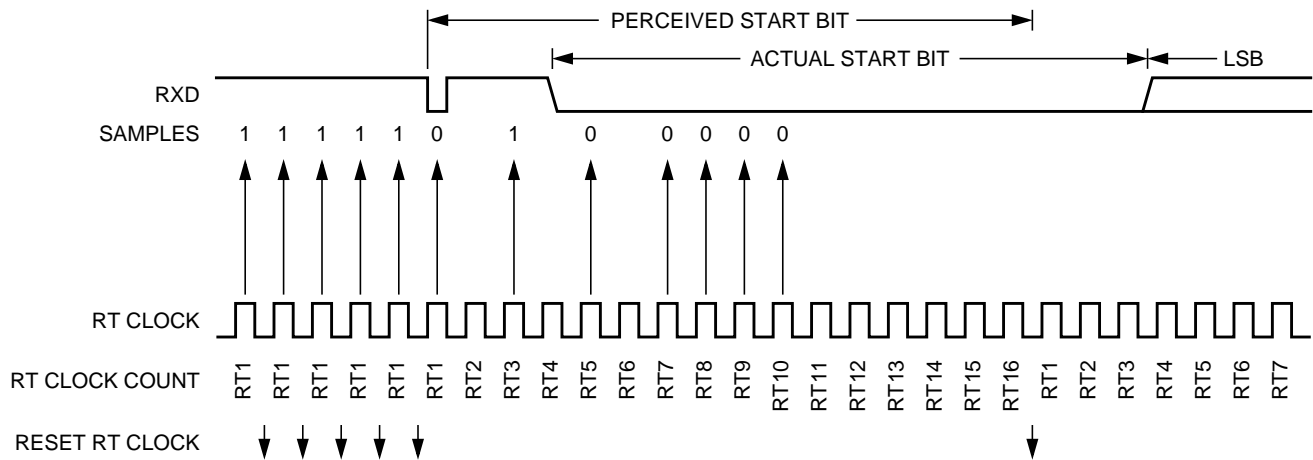 PERCEIVED START BIT
ACTUAL START BIT LSB
RXD
SAMPLES 1 1 1 1 1 0 1 0 0 0 0 0
RT CLOCK
RT CLOCK COUNT RT1 RT1 RT1 RT1 RT1 RT1 RT2 RT3 RT4 RT5 RT6 RT7 RT8 RT9 RT10 RT11 RT12 RT13 RT14 RT15 RT16 RT1 RT2 RT3 RT4 RT5 RT6 RT7
RESET RT CLOCK